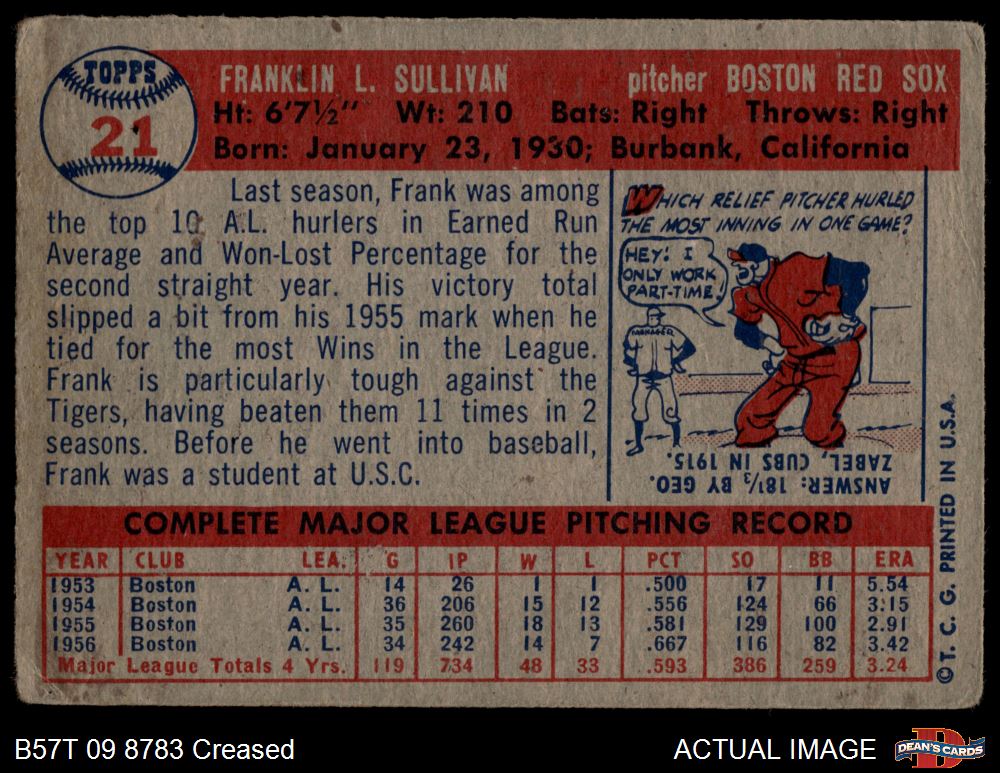 TOPPS
21
FRANKLIN L. SULLIVAN pitcher BOSTON RED SOX
Ht: 6'7½" Wt: 210 Bats: Right Throws: Right
Born: January 23, 1930; Burbank, California
Last season, Frank was among
the top 10 A.L. hurlers in Earned Run
Average and Won-Lost Percentage for the
second straight year. His victory total
slipped a bit from his 1955 mark when he
tied for the most Wins in the League.
Frank is particularly tough against the
Tigers, having beaten them 11 times in 2
seasons. Before he went into baseball,
Frank was a student at U.S.C.
WHICH RELIEF PITCHER HURLED
THE MOST INNING IN ONE GAME?
HEY! I
ONLY WORK
PART-TIME!
MANAGER
ANSWER: 18⅓ BY GEO.
ZABEL, CUBS IN 1915.
COMPLETE MAJOR LEAGUE PITCHING RECORD
YEAR CLUB LEA. G IP W L PCT SO BB ERA
1953 Boston A. L. 14 26 1 1 .500 17 11 5.54
1954 Boston A. L. 36 206 15 12 .556 124 66 3.15
1955 Boston A. L. 35 260 18 13 .581 129 100 2.91
1956 Boston A. L. 34 242 14 7 .667 116 82 3.42
Major League Totals 4 Yrs. 119 734 48 33 .593 386 259 3.24
© T. C. G. PRINTED IN U.S.A.
B57T 09 8783 Creased
ACTUAL IMAGE
DEAN'S CARDS